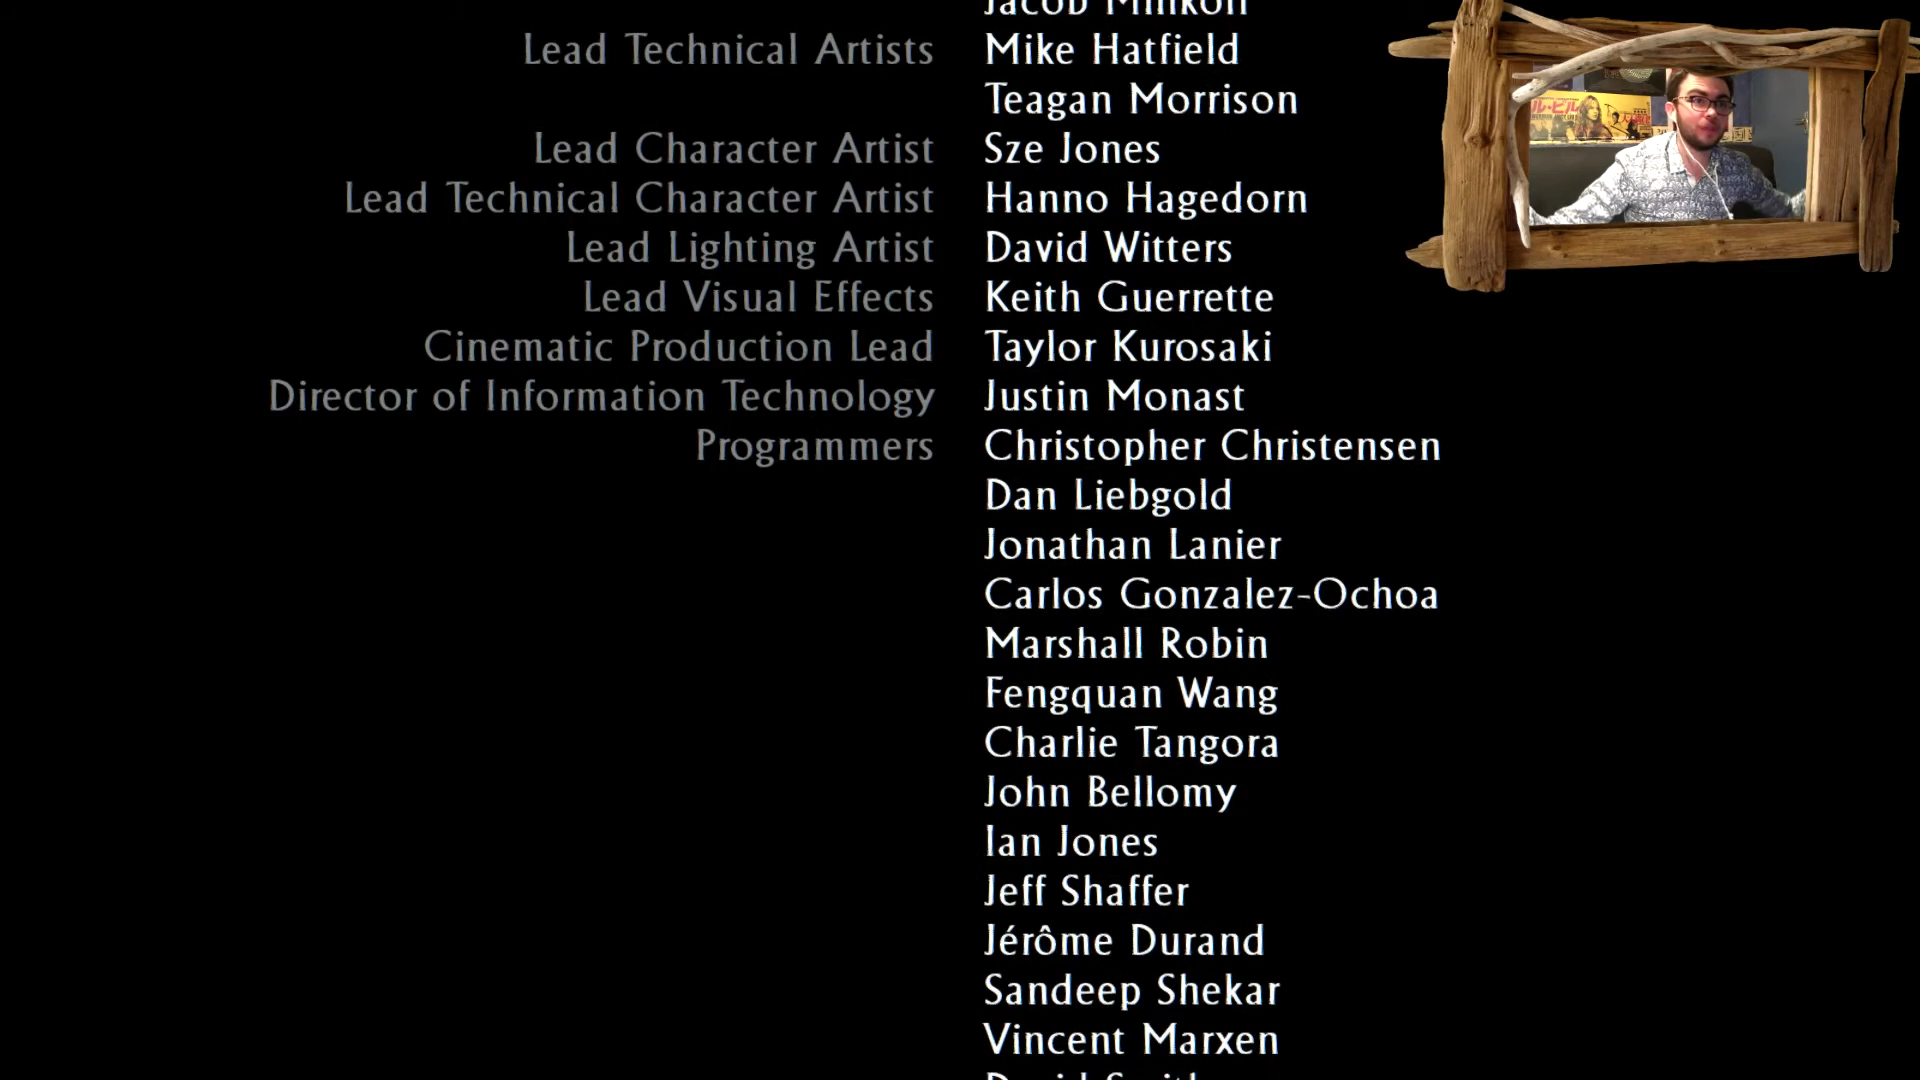 Lead Technical Artists Mike Hatfield
Teagan Morrison
Lead Character Artist Sze Jones
Lead Technical Character Artist Hanno Hagedorn
Lead Lighting Artist David Witters
Lead Visual Effects Keith Guerrette
Cinematic Production Lead Taylor Kurosaki
Director of Information Technology Justin Monast
Programmers Christopher Christensen
Dan Liebgold
Jonathan Lanier
Carlos Gonzalez-Ochoa
Marshall Robin
Fengquan Wang
Charlie Tangora
John Bellomy
Ian Jones
Jeff Shaffer
Jérôme Durand
Sandeep Shekar
Vincent Marxen
ル・ビル